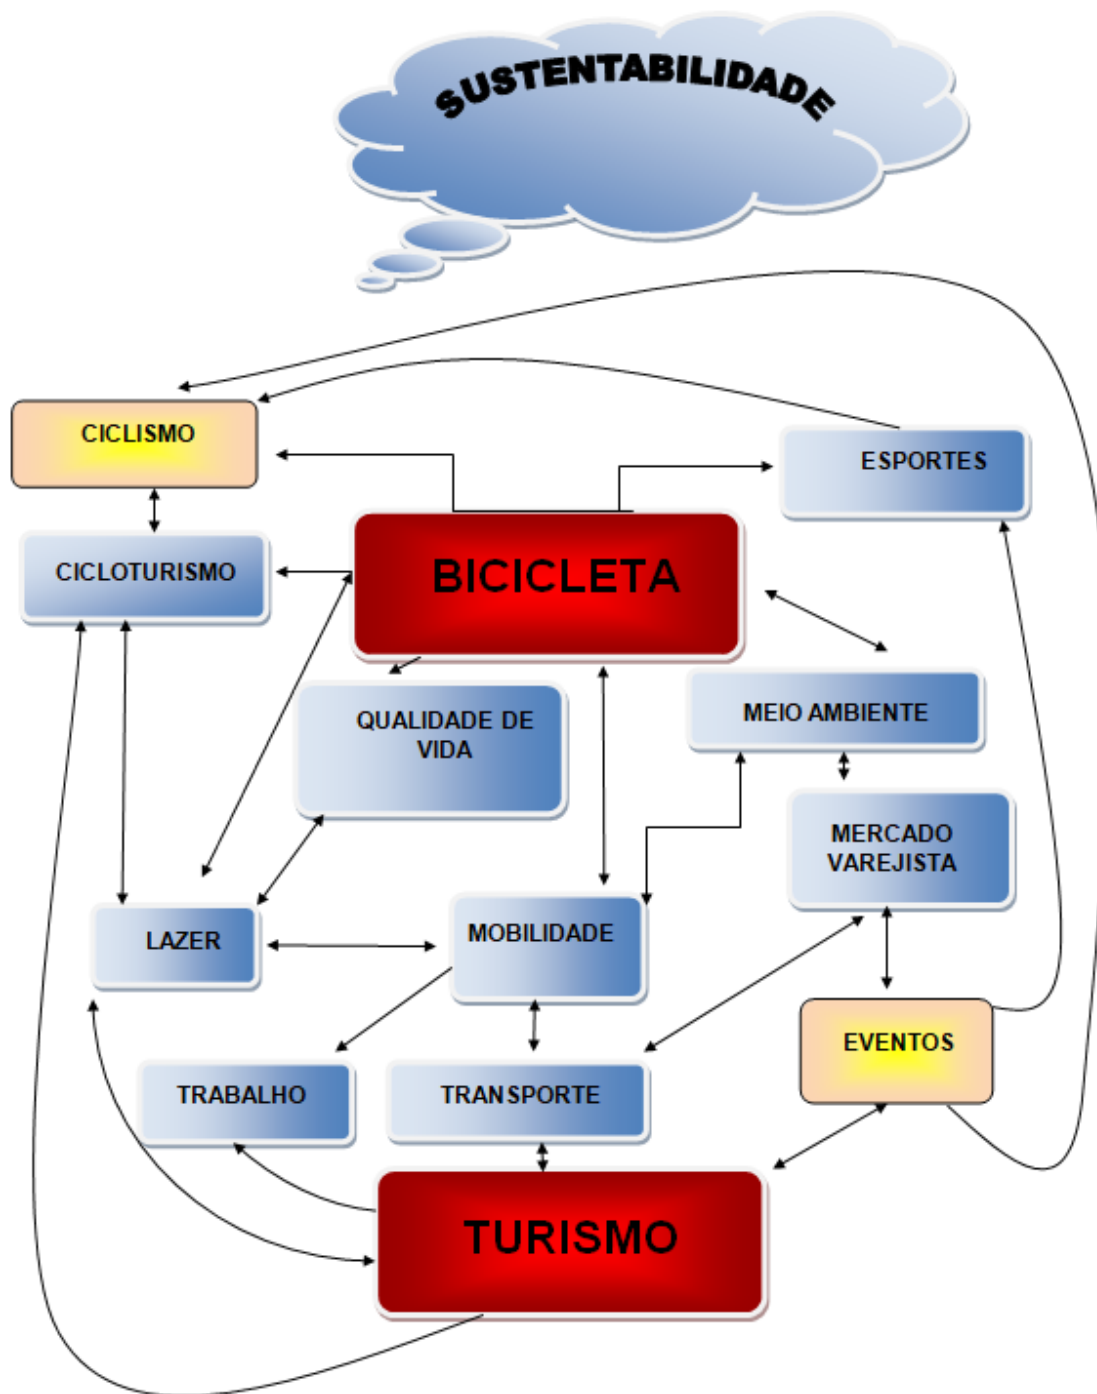 SUSTENTABILIDADE
CICLISMO
ESPORTES
CICLOTURISMO
BICICLETA
QUALIDADE DE
VIDA
MEIO AMBIENTE
MERCADO
VAREJISTA
LAZER
MOBILIDADE
EVENTOS
TRABALHO
TRANSPORTE
TURISMO